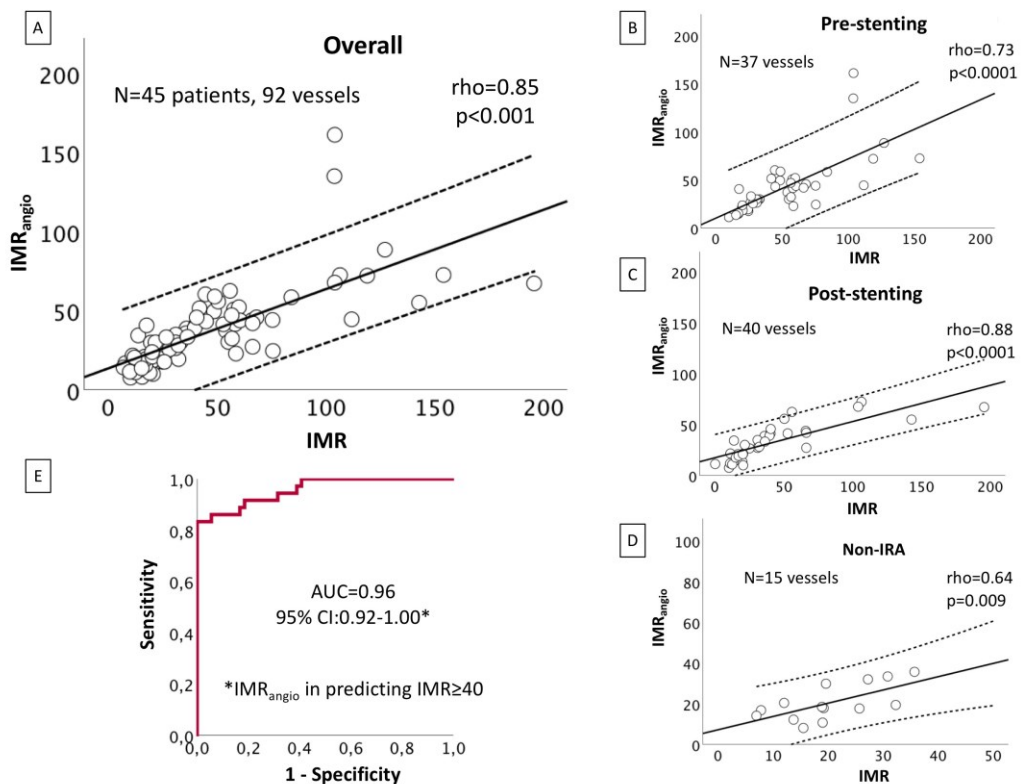 A
Overall
N=45 patients, 92 vessels
rho=0.85
p<0.001
200
150
100
50
0
IMRangio
0 50 100 150 200
IMR
B
Pre-stenting
N=37 vessels
rho=0.73
p<0.0001
200
150
100
50
0
IMRangio
0 50 100 150 200
IMR
C
Post-stenting
N=40 vessels
rho=0.88
p<0.0001
200
150
100
50
0
IMRangio
0 50 100 150 200
IMR
D
Non-IRA
N=15 vessels
rho=0.64
p=0.009
100
80
60
40
20
0
IMRangio
0 10 20 30 40 50
IMR
E
1,0
0,8
0,6
0,4
0,2
0,0
Sensitivity
AUC=0.96
95% CI:0.92-1.00*
*IMRangio in predicting IMR≥40
0,0 0,2 0,4 0,6 0,8 1,0
1 - Specificity